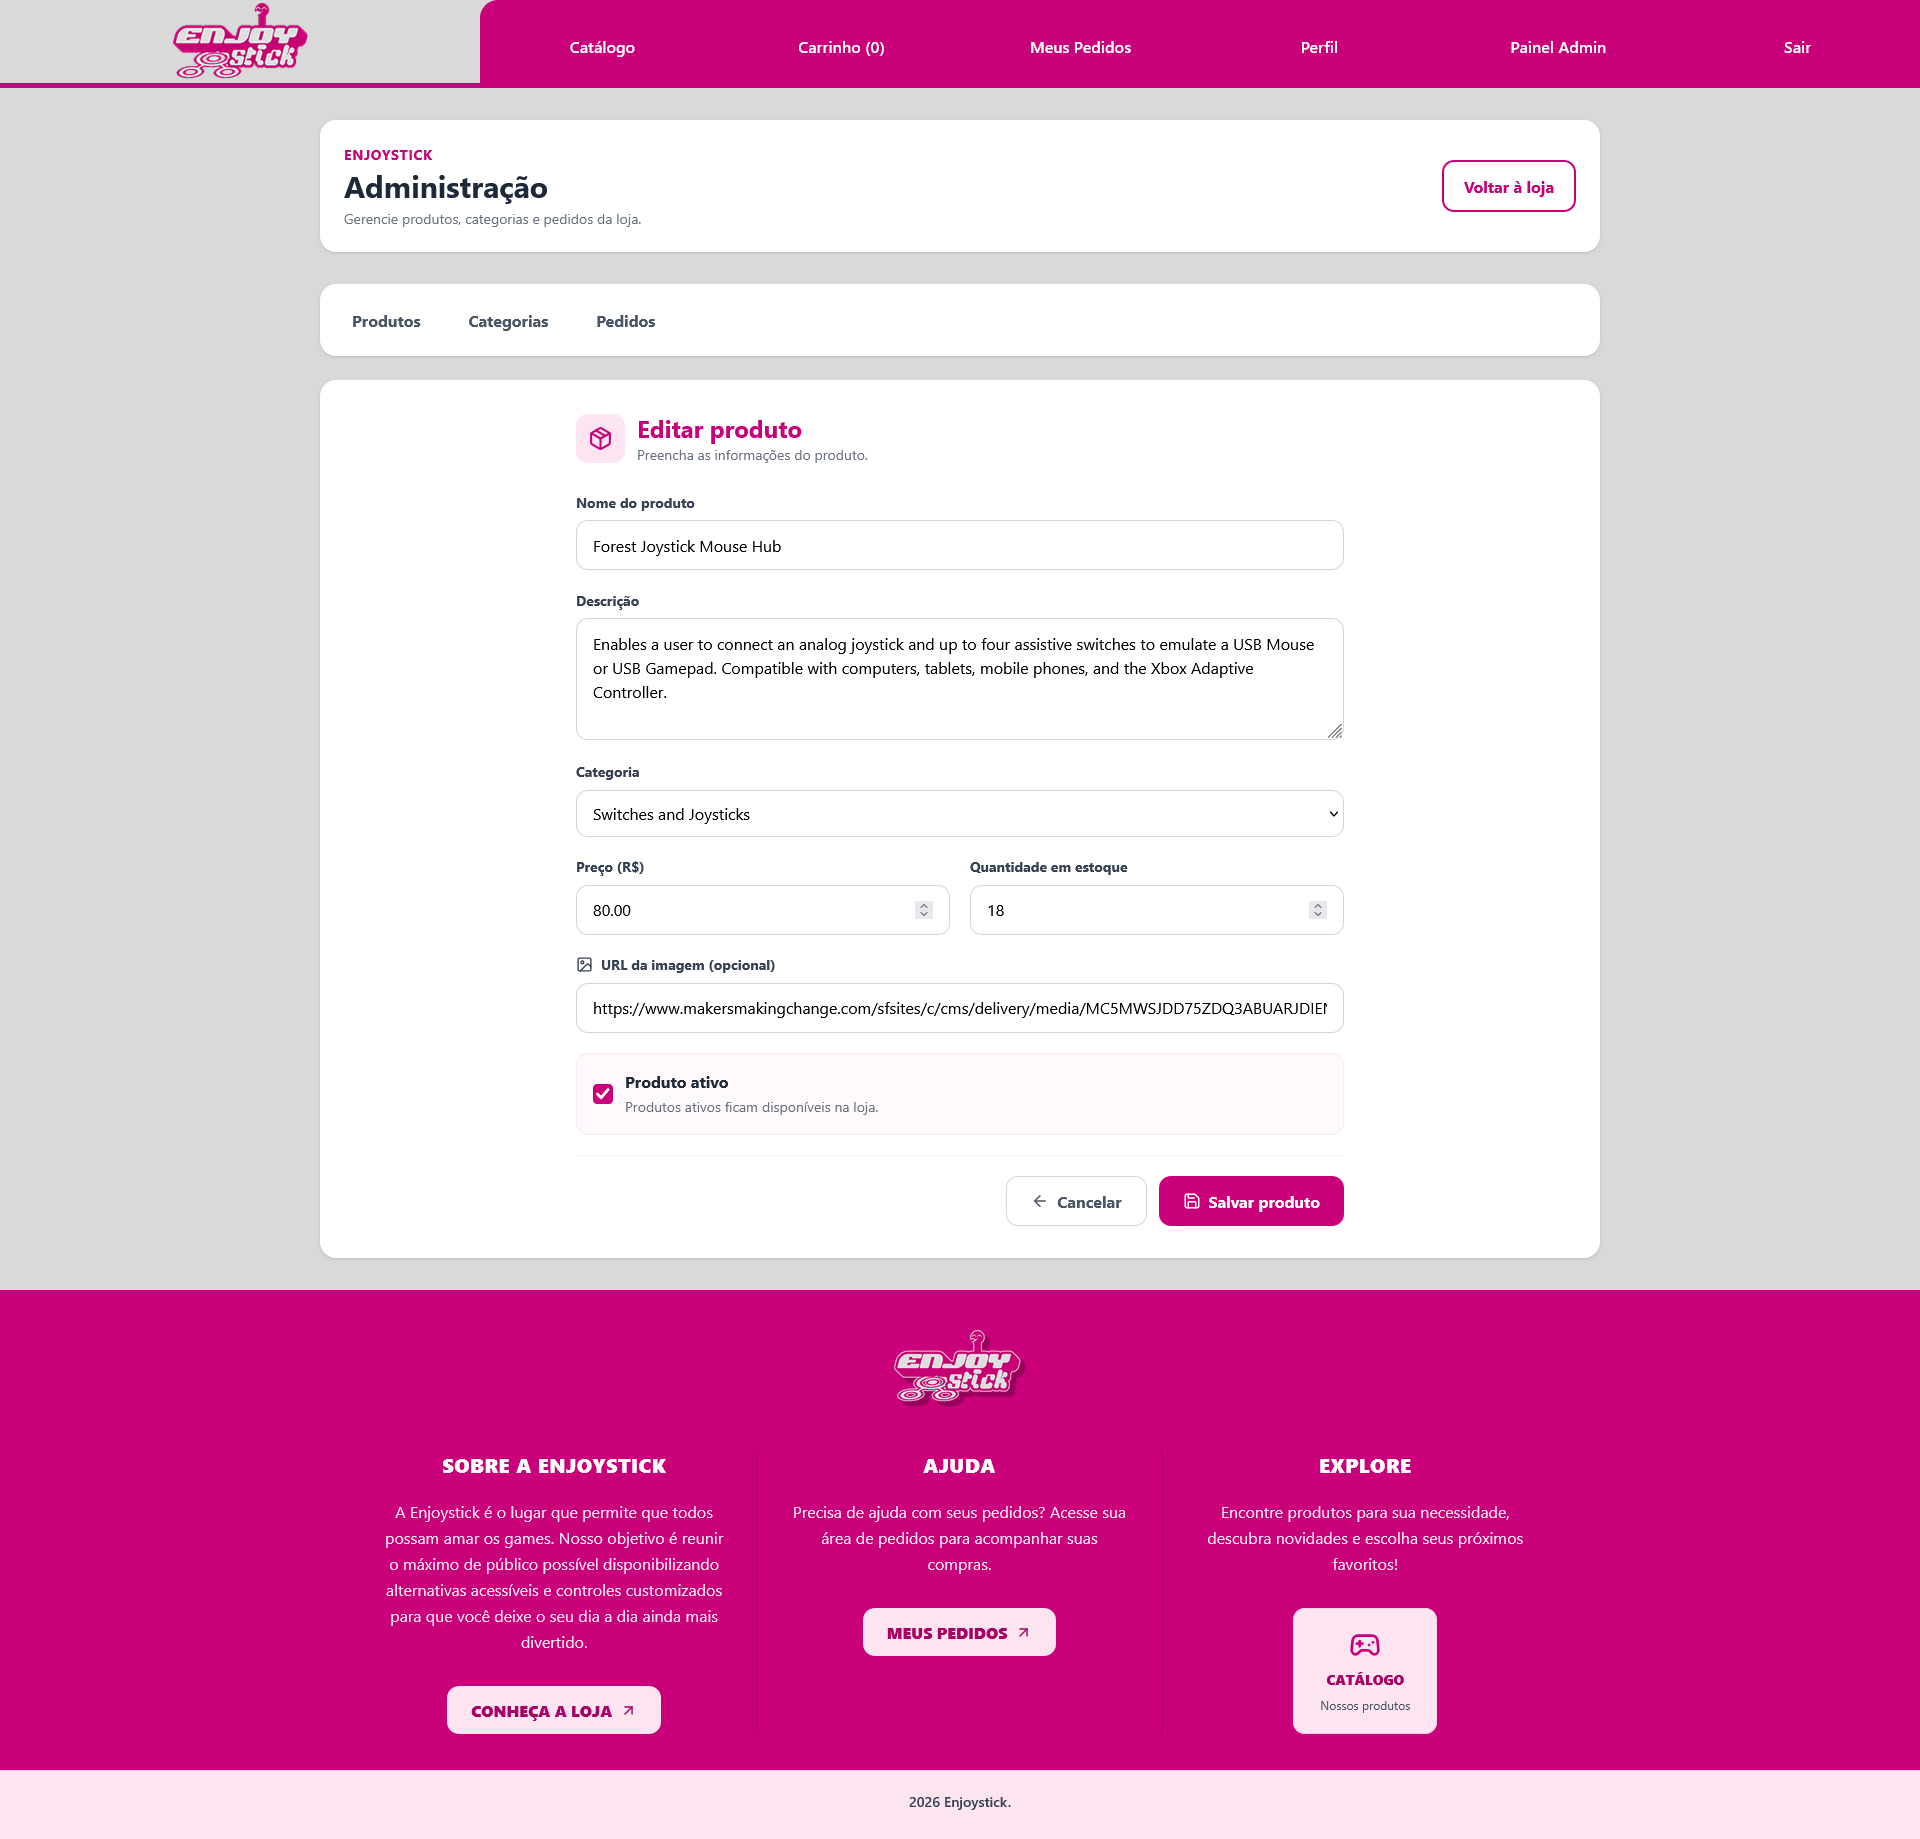 ENJOY
stick
Catálogo
Carrinho (0)
Meus Pedidos
Perfil
Painel Admin
Sair
ENJOYSTICK
Administração
Gerencie produtos, categorias e pedidos da loja.
Voltar à loja
Produtos
Categorias
Pedidos
Editar produto
Preencha as informações do produto.
Nome do produto
Forest Joystick Mouse Hub
Descrição
Enables a user to connect an analog joystick and up to four assistive switches to emulate a USB Mouse
or USB Gamepad. Compatible with computers, tablets, mobile phones, and the Xbox Adaptive
Controller.
Categoria
Switches and Joysticks
Preço (R$)
Quantidade em estoque
80.00
18
URL da imagem (opcional)
https://www.makersmakingchange.com/sfsites/c/cms/delivery/media/MC5MWSJDD75ZDQ3ABUARJDIE
Produto ativo
Produtos ativos ficam disponíveis na loja.
Cancelar
Salvar produto
ENJOY
stick
SOBRE A ENJOYSTICK
A Enjoystick é o lugar que permite que todos
possam amar os games. Nosso objetivo é reunir
o máximo de público possível disponibilizando
alternativas acessíveis e controles customizados
para que você deixe o seu dia a dia ainda mais
divertido.
CONHEÇA A LOJA
AJUDA
Precisa de ajuda com seus pedidos? Acesse sua
área de pedidos para acompanhar suas
compras.
MEUS PEDIDOS
EXPLORE
Encontre produtos para sua necessidade,
descubra novidades e escolha seus próximos
favoritos!
CATÁLOGO
Nossos produtos
2026 Enjoystick.